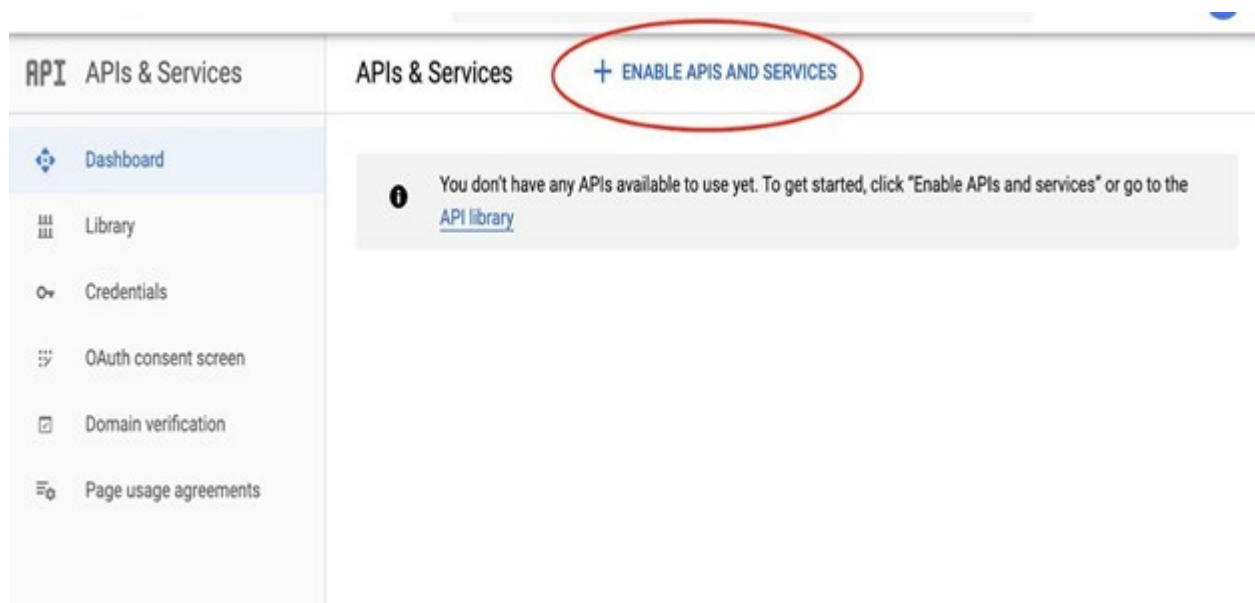 API APIs & Services
APIs & Services
+ ENABLE APIS AND SERVICES
Dashboard
Library
Credentials
OAuth consent screen
Domain verification
Page usage agreements
You don't have any APIs available to use yet. To get started, click "Enable APIs and services" or go to the
API library